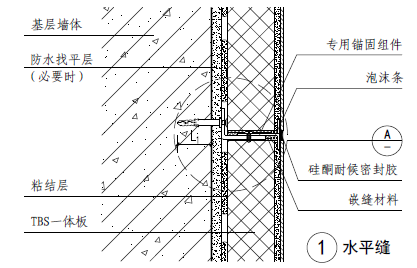 基层墙体
防水找平层
(必要时)
粘结层
TBS一体板
L
专用锚固组件
泡沫条
A
—
硅酮耐候密封胶
嵌缝材料
1 水平缝